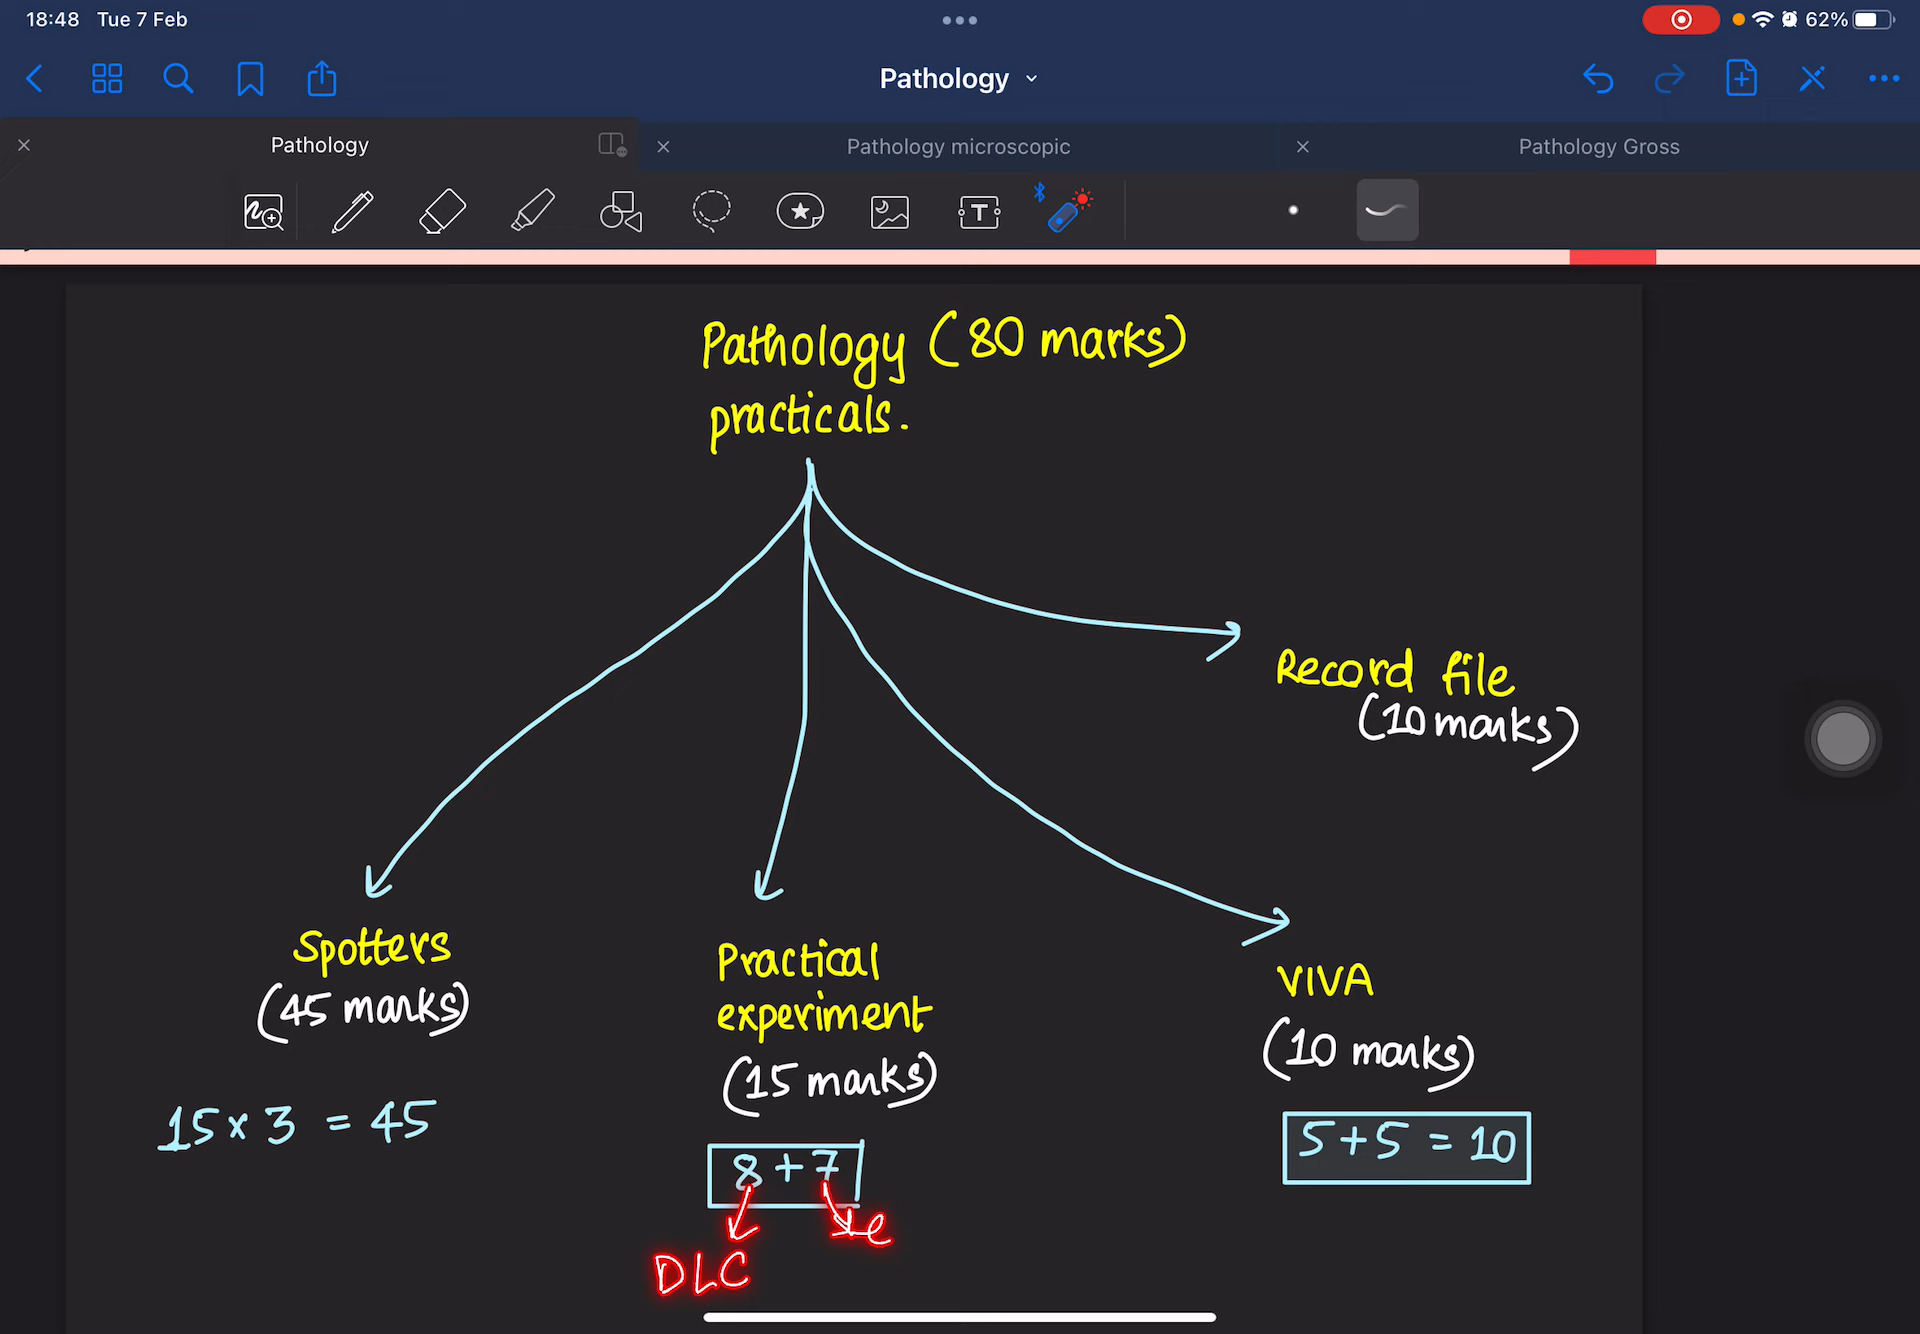 18:48 Tue 7 Feb
62%
Pathology
Pathology
Pathology microscopic
Pathology Gross
T
Pathology (80 marks)
practicals.
Record file
(10 marks)
Spotters
(45 marks)
15 x 3 = 45
Practical
experiment
(15 marks)
8+7
DLC
VIVA
(10 marks)
5+5 = 10